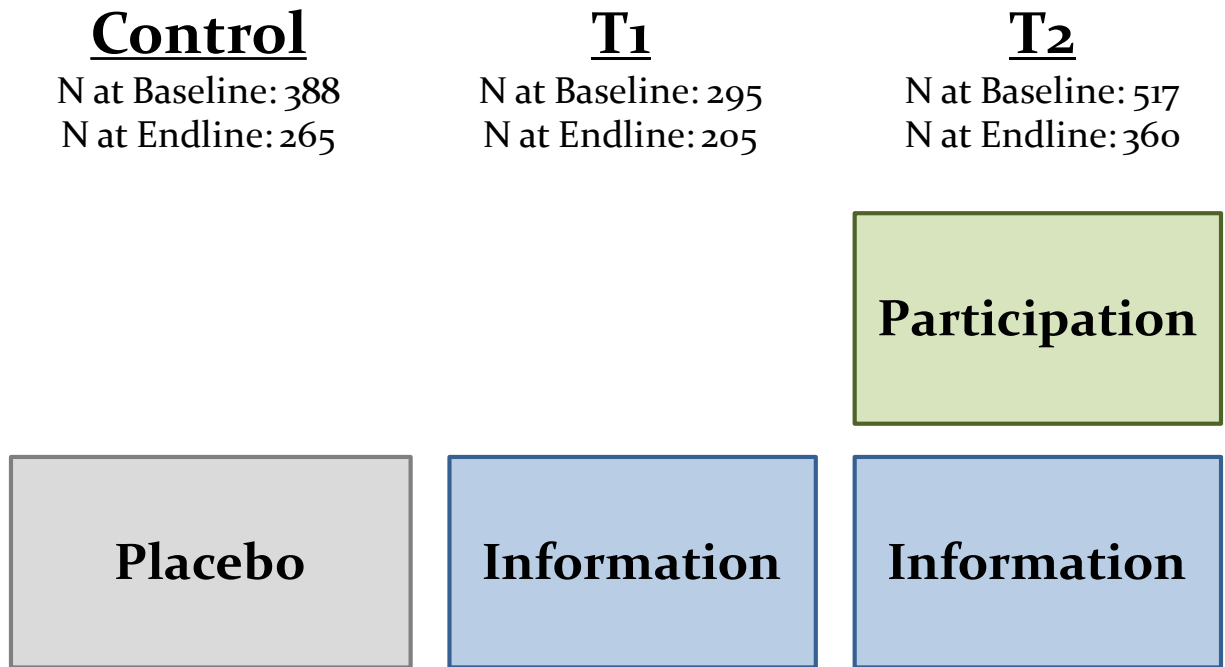 Control
N at Baseline: 388
N at Endline: 265
T1
N at Baseline: 295
N at Endline: 205
T2
N at Baseline: 517
N at Endline: 360
Participation
Placebo
Information
Information